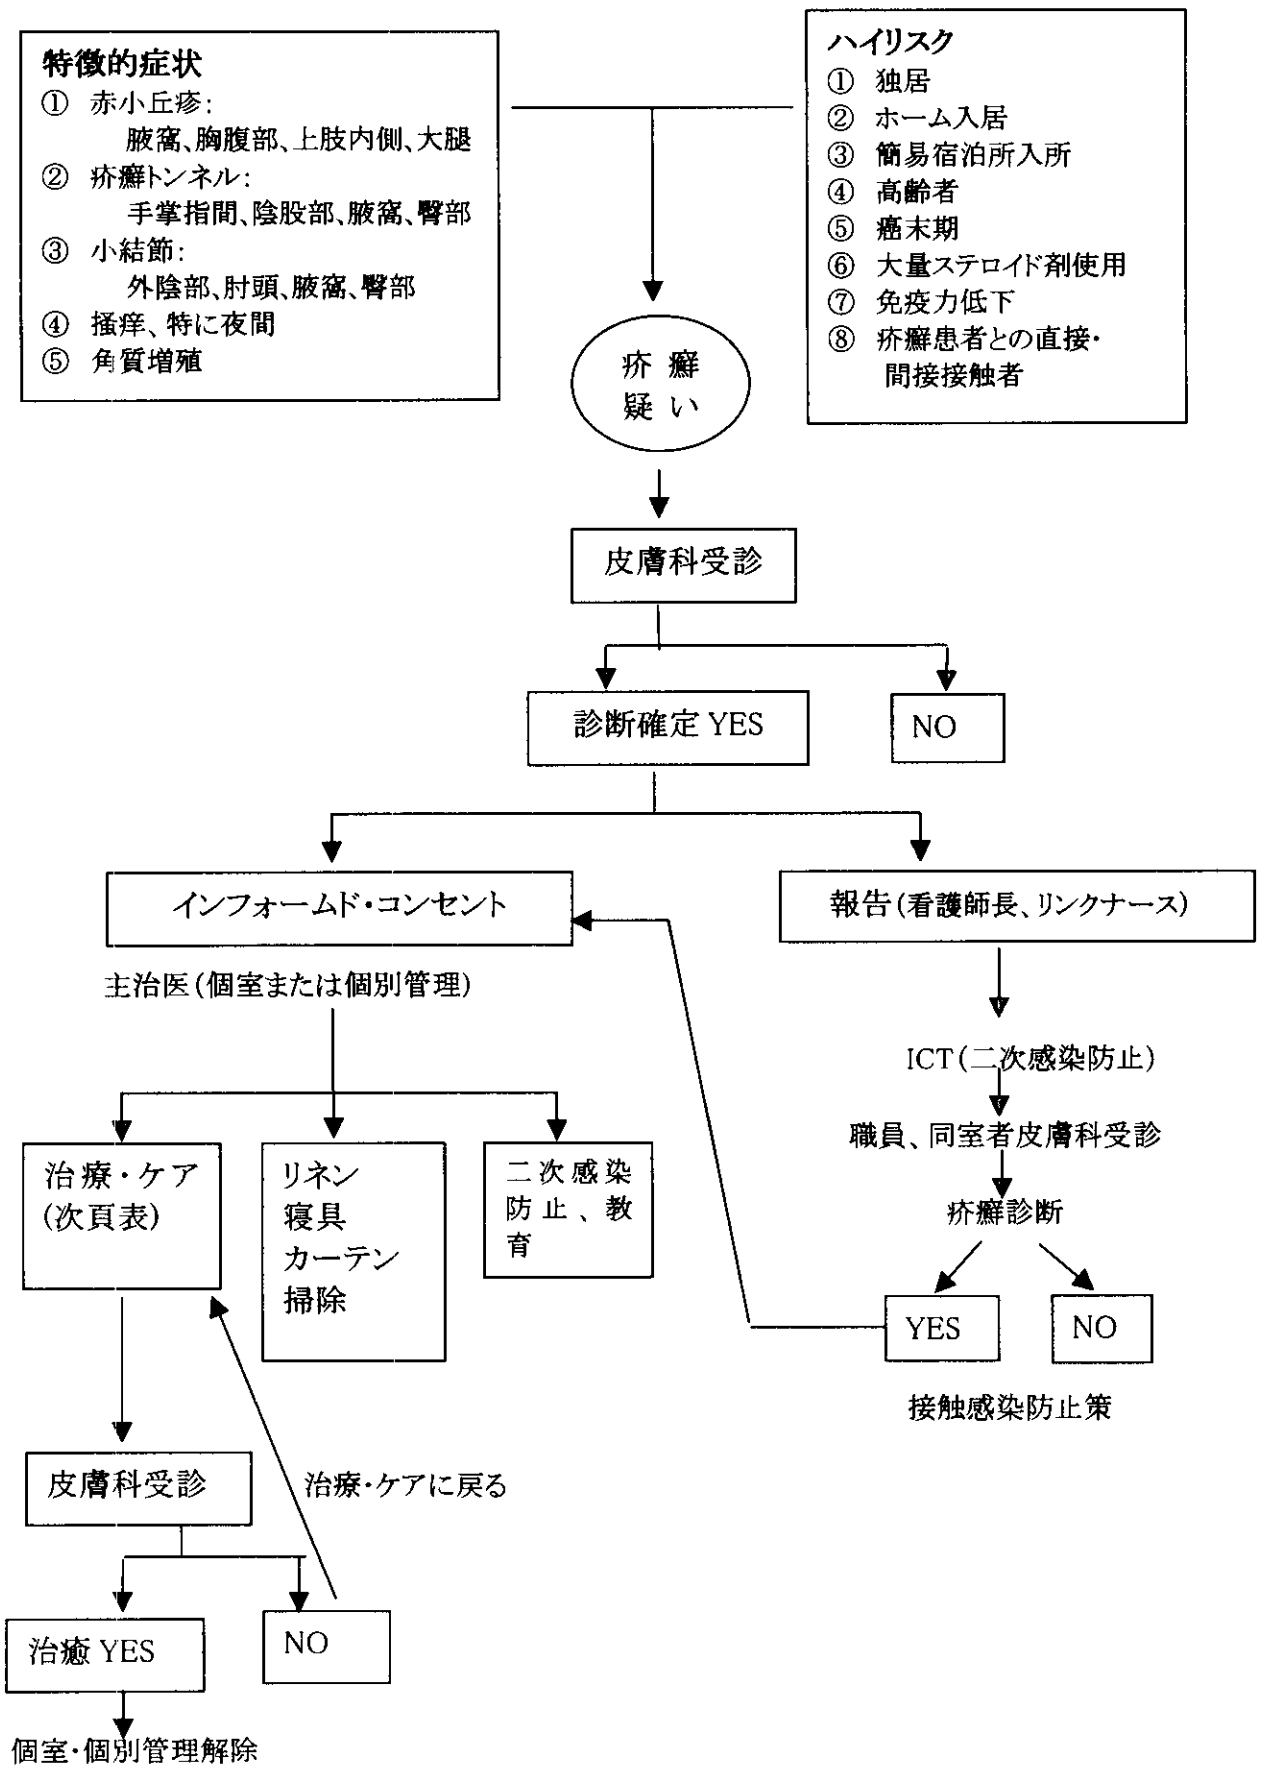 特徴的症状
① 赤小丘疹:
腋窩、胸腹部、上肢内側、大腿
② 疥癬トンネル:
手掌指間、陰股部、腋窩、臀部
③ 小結節:
外陰部、肘頭、腋窩、臀部
④ 掻痒、特に夜間
⑤ 角質増殖
ハイリスク
① 独居
② ホーム入居
③ 簡易宿泊所入所
④ 高齢者
⑤ 癌末期
⑥ 大量ステロイド剤使用
⑦ 免疫力低下
⑧ 疥癬患者との直接・
間接接触者
疥癬
疑い
皮膚科受診
診断確定 YES
NO
インフォームド・コンセント
報告(看護師長、リンクナース)
主治医(個室または個別管理)
ICT(二次感染防止)
職員、同室者皮膚科受診
疥癬診断
YES
NO
接触感染防止策
治療・ケア
(次頁表)
リネン
寝具
カーテン
掃除
二次感染
防止、教
育
皮膚科受診
治療・ケアに戻る
治癒 YES
NO
個室・個別管理解除